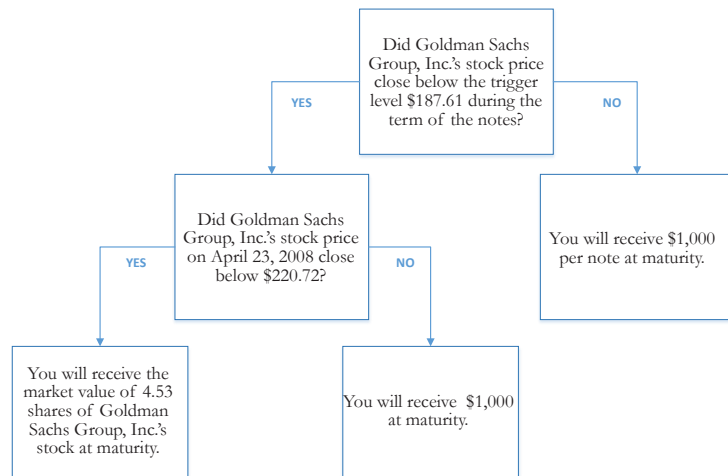 Did Goldman Sachs
Group, Inc.'s stock price
close below the trigger
level $187.61 during the
term of the notes?
YES
NO
Did Goldman Sachs
Group, Inc.'s stock price
on April 23, 2008 close
below $220.72?
You will receive $1,000
per note at maturity.
YES
NO
You will receive the
market value of 4.53
shares of Goldman
Sachs Group, Inc.'s
stock at maturity.
You will receive $1,000
at maturity.